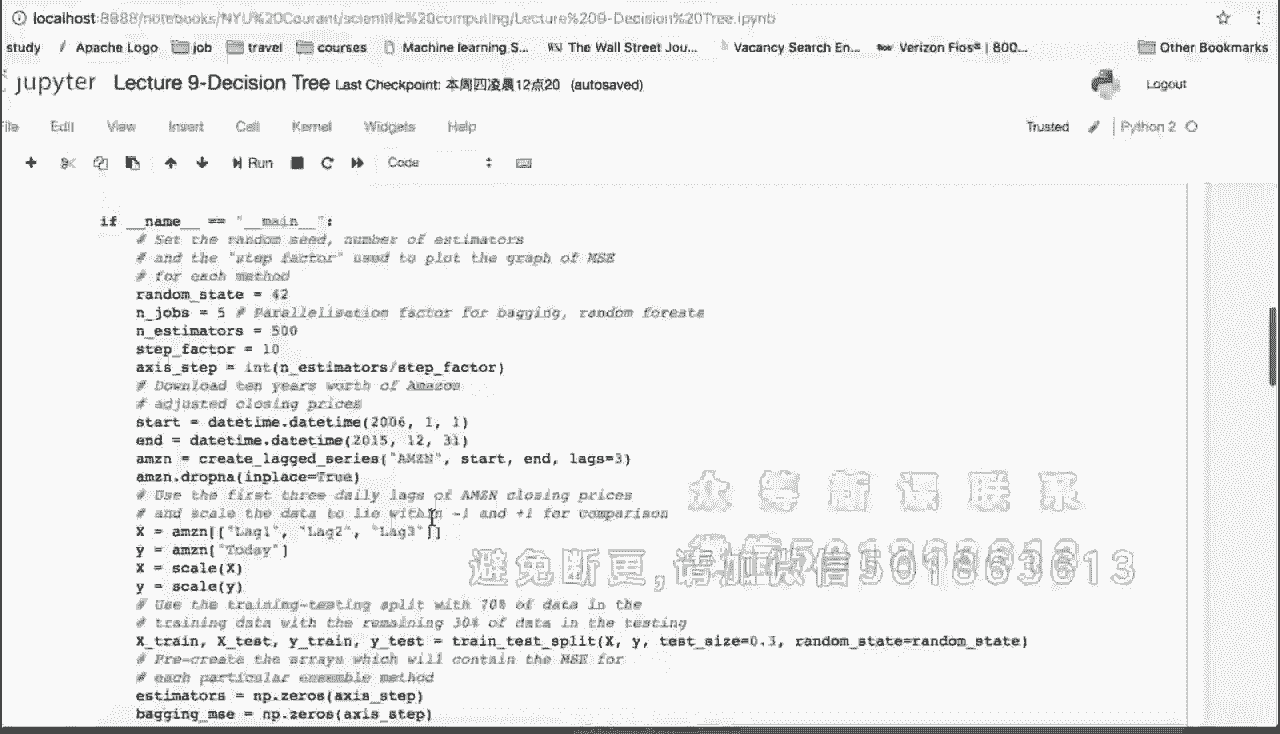 localhost:8888/notebooks/NYU%20Courant/scientific%20computing/Lecture%209-Decision%20Tree.ipynb
study Apache Logo job travel courses Machine learning S... WSJ The Wall Street Jou... Vacancy Search En... Verizon Fios® | 800... Other Bookmarks
jupyter Lecture 9-Decision Tree Last Checkpoint: 本周四凌晨12点20 (autosaved) Logout
File Edit View Insert Cell Kernel Widgets Help Trusted Python 2
Run Code
if __name__ == "__main__":
# Set the random seed, number of estimators
# and the "step factor" used to plot the graph of MSE
# for each method
random_state = 42
n_jobs = 5 # Parallelisation factor for bagging, random forests
n_estimators = 500
step_factor = 10
axis_step = int(n_estimators/step_factor)
# Download ten years worth of Amazon
# adjusted closing prices
start = datetime.datetime(2006, 1, 1)
end = datetime.datetime(2015, 12, 31)
amzn = create_lagged_series("AMZN", start, end, lags=3)
amzn.dropna(inplace=True)
# Use the first three daily lags of AMZN closing prices
# and scale the data to lie within -1 and +1 for comparison
X = amzn[["Lag1", "Lag2", "Lag3"]]
y = amzn["Today"]
X = scale(X)
y = scale(y)
# Use the training-testing split with 70% of data in the
# training data with the remaining 30% of data in the testing
X_train, X_test, y_train, y_test = train_test_split(X, y, test_size=0.3, random_state=random_state)
# Pre-create the arrays which will contain the MSE for
# each particular ensemble method
estimators = np.zeros(axis_step)
bagging_mse = np.zeros(axis_step)
众筹新课联系
避免断更,请加微信501863613